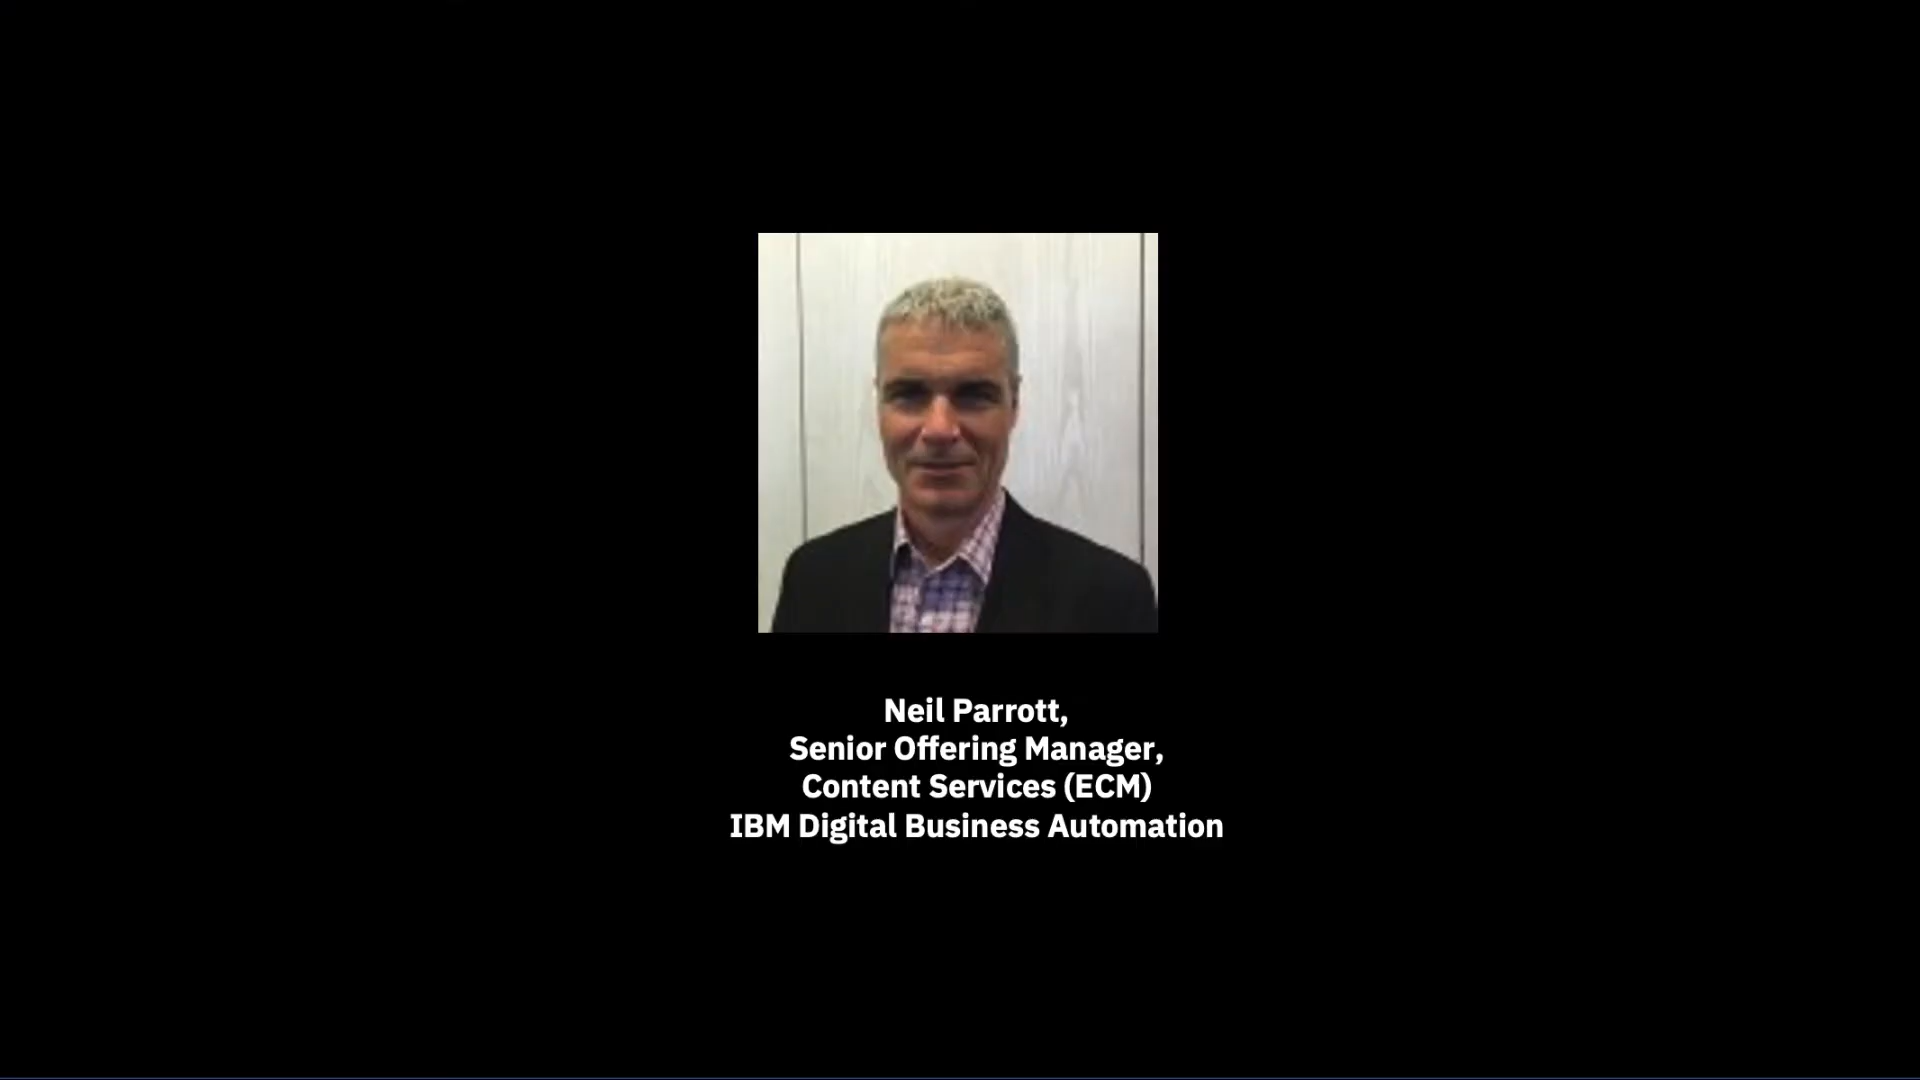 Neil Parrott,
Senior Offering Manager,
Content Services (ECM)
IBM Digital Business Automation